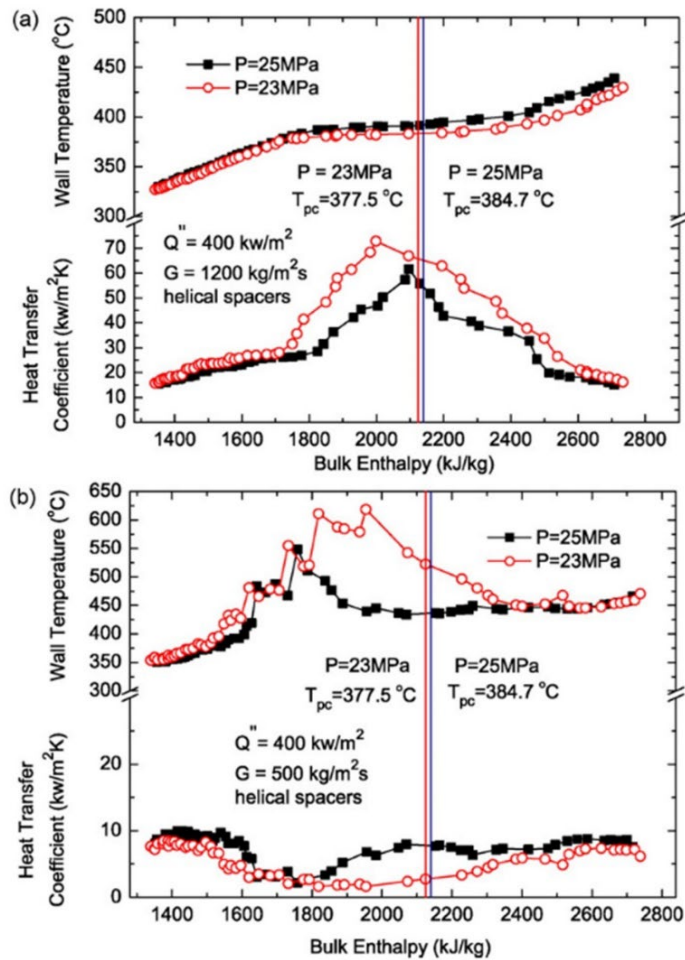 (a)
500
450
400
350
300
Wall Temperature (°C)
P=25MPa
P=23MPa
P = 23MPa
T_pc=377.5 °C
P = 25MPa
T_pc=384.7 °C
70
60
50
40
30
20
10
0
Heat Transfer
Coefficient (kw/m²K)
Q" = 400 kw/m²
G = 1200 kg/m²s
helical spacers
1400 1600 1800 2000 2200 2400 2600 2800
Bulk Enthalpy (kJ/kg)
(b)
650
600
550
500
450
400
350
300
Wall Temperature (°C)
P=25MPa
P=23MPa
P=23MPa
T_pc=377.5 °C
P=25MPa
T_pc=384.7 °C
20
10
0
Heat Transfer
Coefficient (kw/m²K)
Q" = 400 kw/m²
G = 500 kg/m²s
helical spacers
1400 1600 1800 2000 2200 2400 2600 2800
Bulk Enthalpy (kJ/kg)